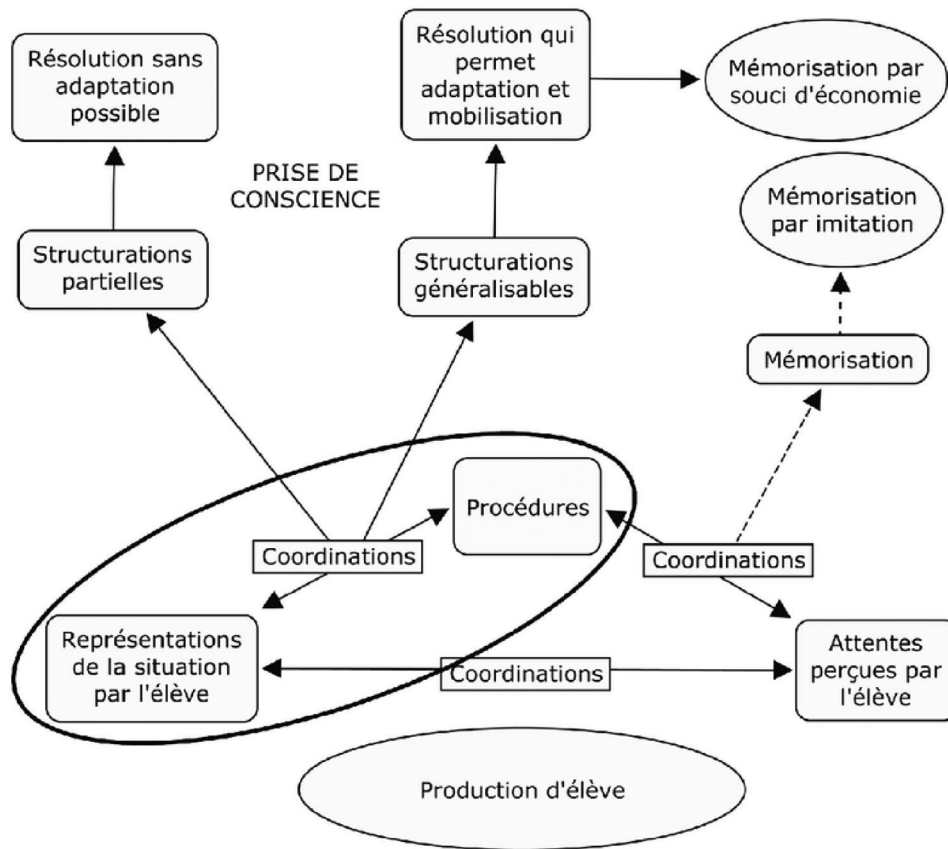 Résolution sans
adaptation
possible
Résolution qui
permet
adaptation et
mobilisation
Mémorisation par
souci d'économie
PRISE DE
CONSCIENCE
Mémorisation
par imitation
Structurations
partielles
Structurations
généralisables
Mémorisation
Procédures
Coordinations
Coordinations
Représentations
de la situation
par l'élève
Coordinations
Attentes
perçues par
l'élève
Production d'élève